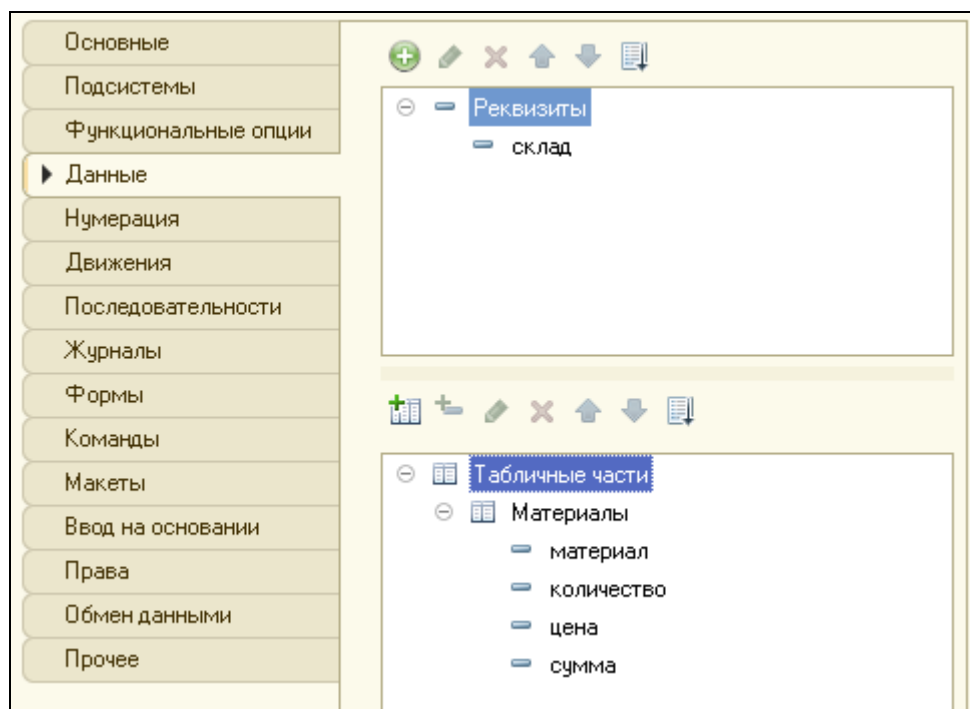 Основные
Подсистемы
Функциональные опции
Данные
Нумерация
Движения
Последовательности
Журналы
Формы
Команды
Макеты
Ввод на основании
Права
Обмен данными
Прочее
Реквизиты
склад
Табличные части
Материалы
материал
количество
цена
сумма